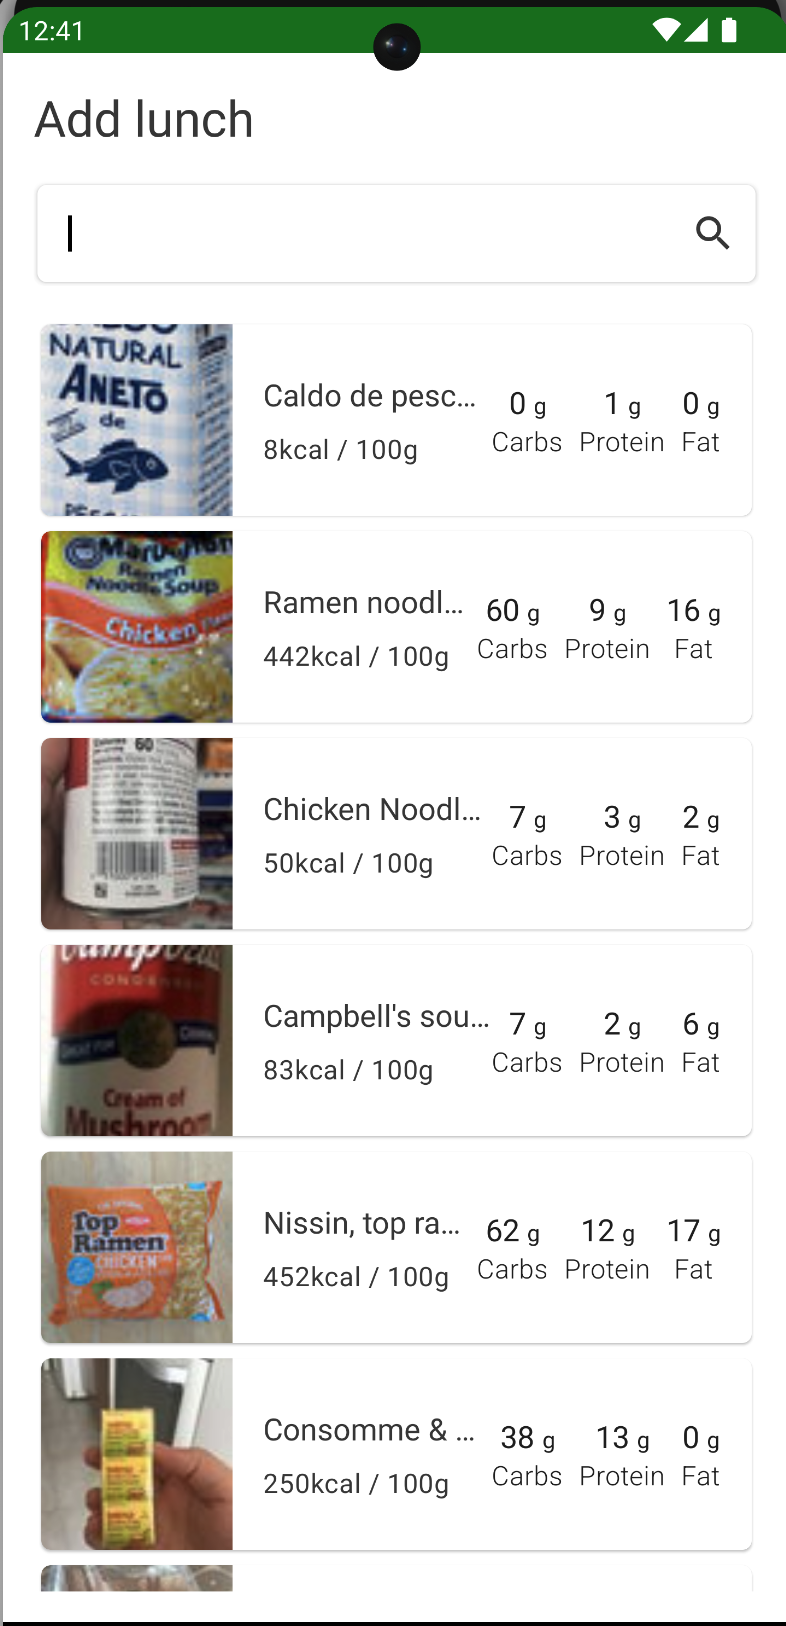 12:41
Add lunch
NATURAL
ANETO
de
Caldo de pesc...
8kcal / 100g
0 g
Carbs
1 g
Protein
0 g
Fat
Ramen
Noodle Soup
Chicken
Ramen noodl...
442kcal / 100g
60 g
Carbs
9 g
Protein
16 g
Fat
60
Chicken Noodl...
50kcal / 100g
7 g
Carbs
3 g
Protein
2 g
Fat
Cream of
Mushroom
Campbell's sou...
83kcal / 100g
7 g
Carbs
2 g
Protein
6 g
Fat
Top
Ramen
CHICKEN
Nissin, top ra...
452kcal / 100g
62 g
Carbs
12 g
Protein
17 g
Fat
Consomme & ...
250kcal / 100g
38 g
Carbs
13 g
Protein
0 g
Fat